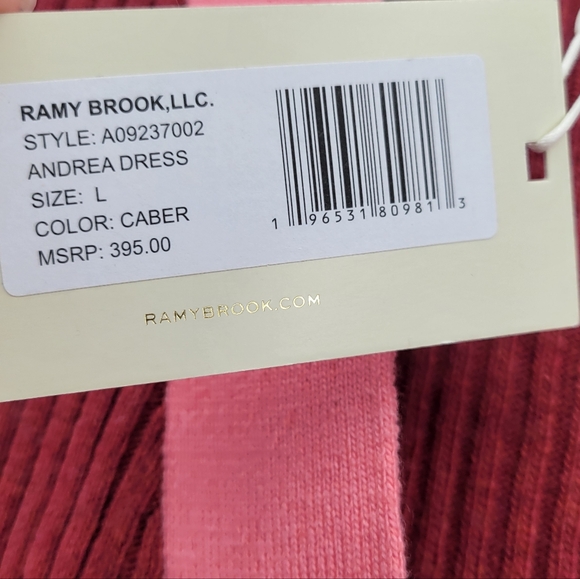 RAMY BROOK,LLC.
STYLE: A09237002
ANDREA DRESS
SIZE: L
COLOR: CABER
MSRP: 395.00
1 96531 80981 3
RAMYBROOK.COM